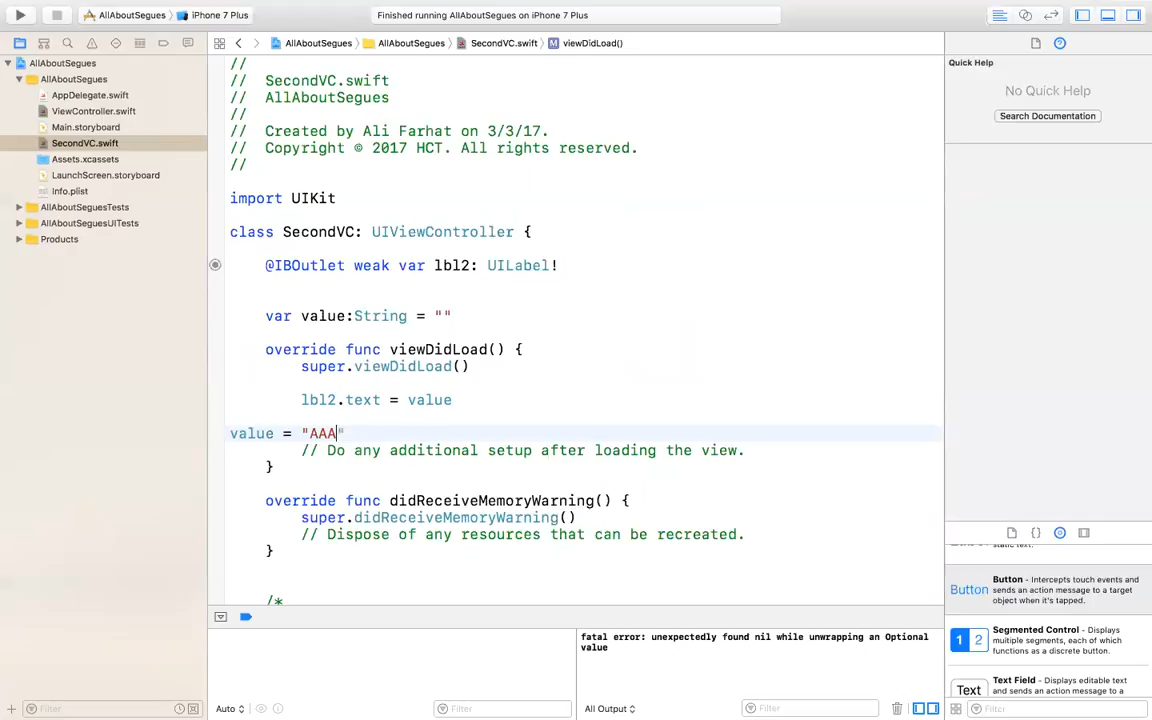 AllAboutSegues
iPhone 7 Plus
Finished running AllAboutSegues on iPhone 7 Plus
AllAboutSegues
AllAboutSegues
SecondVC.swift
M viewDidLoad()
Quick Help
No Quick Help
Search Documentation
AllAboutSegues
AllAboutSegues
AppDelegate.swift
ViewController.swift
Main.storyboard
SecondVC.swift
Assets.xcassets
LaunchScreen.storyboard
Info.plist
AllAboutSeguesTests
AllAboutSeguesUITests
Products
//
//  SecondVC.swift
//  AllAboutSegues
//
//  Created by Ali Farhat on 3/3/17.
//  Copyright © 2017 HCT. All rights reserved.
//
import UIKit
class SecondVC: UIViewController {
@IBOutlet weak var lbl2: UILabel!
var value:String = ""
override func viewDidLoad() {
super.viewDidLoad()
lbl2.text = value
value = "AAA"
// Do any additional setup after loading the view.
}
override func didReceiveMemoryWarning() {
super.didReceiveMemoryWarning()
// Dispose of any resources that can be recreated.
}
/*
fatal error: unexpectedly found nil while unwrapping an Optional
value
static text.
Button
Button - Intercepts touch events and
sends an action message to a target
object when it's tapped.
1 2
Segmented Control - Displays
multiple segments, each of which
functions as a discrete button.
Text
Text Field - Displays editable text
and sends an action message to a
Filter
Auto
Filter
All Output
Filter
Filter